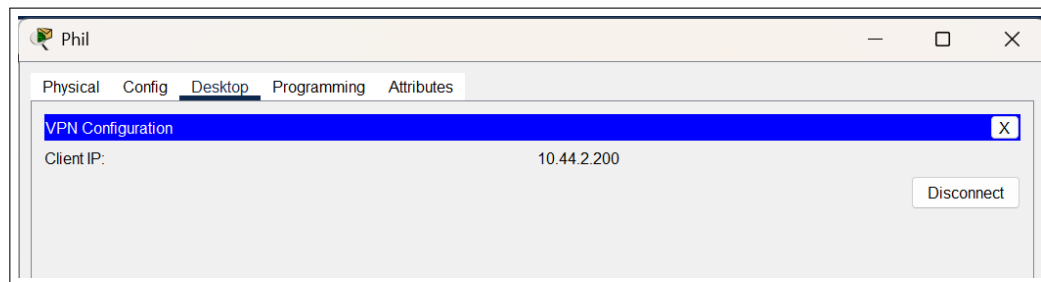 Phil
Physical Config Desktop Programming Attributes
VPN Configuration X
Client IP: 10.44.2.200
Disconnect